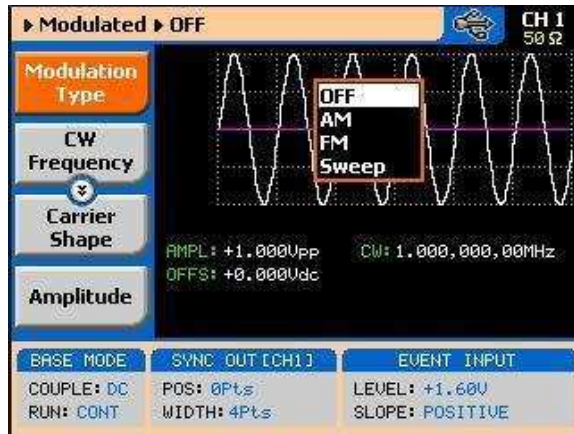 ▸ Modulated ▸ OFF
CH 1
50 Ω
Modulation
Type
CW
Frequency
Carrier
Shape
Amplitude
OFF
AM
FM
Sweep
AMPL: +1.000Vpp CW: 1.000,000,00MHz
OFFS: +0.000Vdc
BASE MODE SYNC OUT [CH1] EVENT INPUT
COUPLE: DC POS: 0Pts LEVEL: +1.60V
RUN: CONT WIDTH: 4Pts SLOPE: POSITIVE